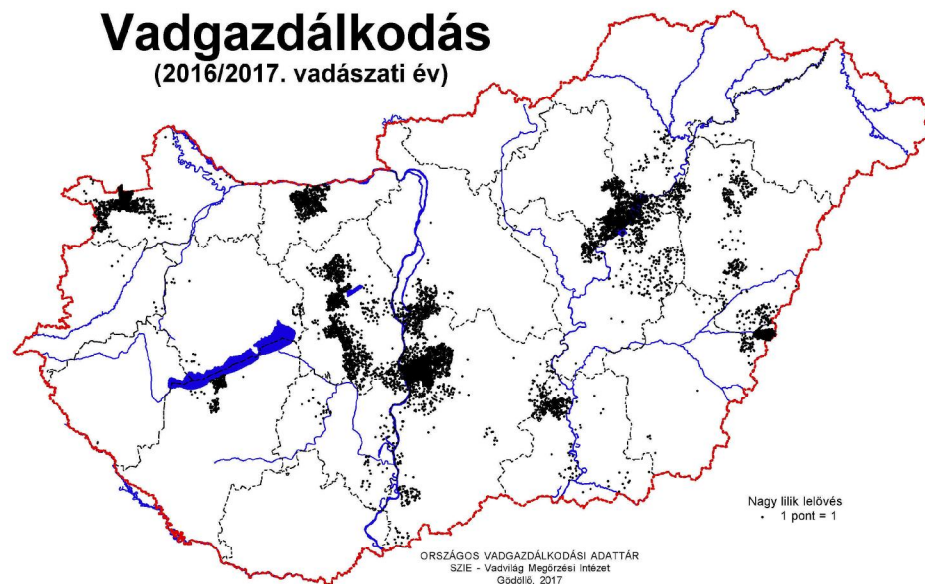 Vadgazdálkodás
(2016/2017. vadászati év)
Nagy lilik lelövés
1 pont = 1
ORSZÁGOS VADGAZDÁLKODÁSI ADATTÁR
SZIE - Vadvilág Megőrzési Intézet
Gödöllő, 2017